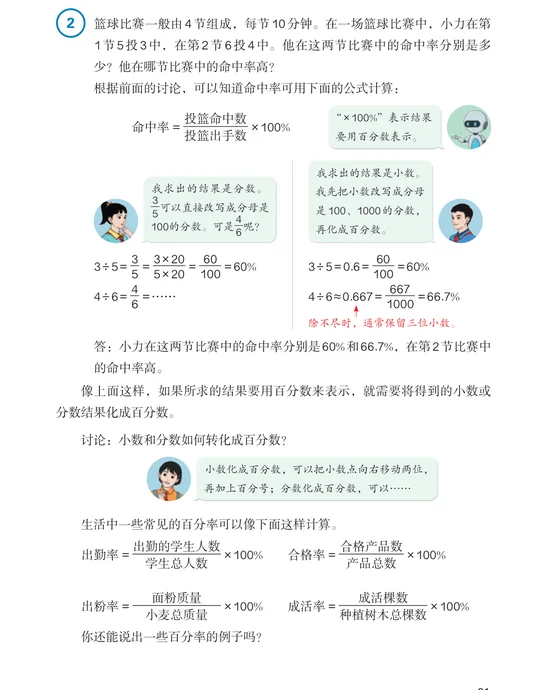 2 篮球比赛一般由4节组成，每节10分钟。在一场篮球比赛中，小力在第
1节5投3中，在第2节6投4中。他在这两节比赛中的命中率分别是多
少？他在哪节比赛中的命中率高？
根据前面的讨论，可以知道命中率可用下面的公式计算：
命中率＝投篮命中数/投篮出手数×100%
“×100%”表示结果
要用百分数表示。
我求出的结果是分数。
3/5可以直接改写成分母是
100的分数。可是4/6呢？
3÷5＝3/5＝3×20/5×20＝60/100＝60%
4÷6＝4/6＝……
我求出的结果是小数。
我先把小数改写成分母
是100、1000的分数，
再化成百分数。
3÷5＝0.6＝60/100＝60%
4÷6≈0.667＝667/1000＝66.7%
除不尽时，通常保留三位小数。
答：小力在这两节比赛中的命中率分别是60%和66.7%，在第2节比赛中
的命中率高。
像上面这样，如果所求的结果要用百分数来表示，就需要将得到的小数或
分数结果化成百分数。
讨论：小数和分数如何转化成百分数？
小数化成百分数，可以把小数点向右移动两位，
再加上百分号；分数化成百分数，可以……
生活中一些常见的百分率可以像下面这样计算。
出勤率＝出勤的学生人数/学生总人数×100% 合格率＝合格产品数/产品总数×100%
出粉率＝面粉质量/小麦总质量×100% 成活率＝成活棵数/种植树木总棵数×100%
你还能说出一些百分率的例子吗？